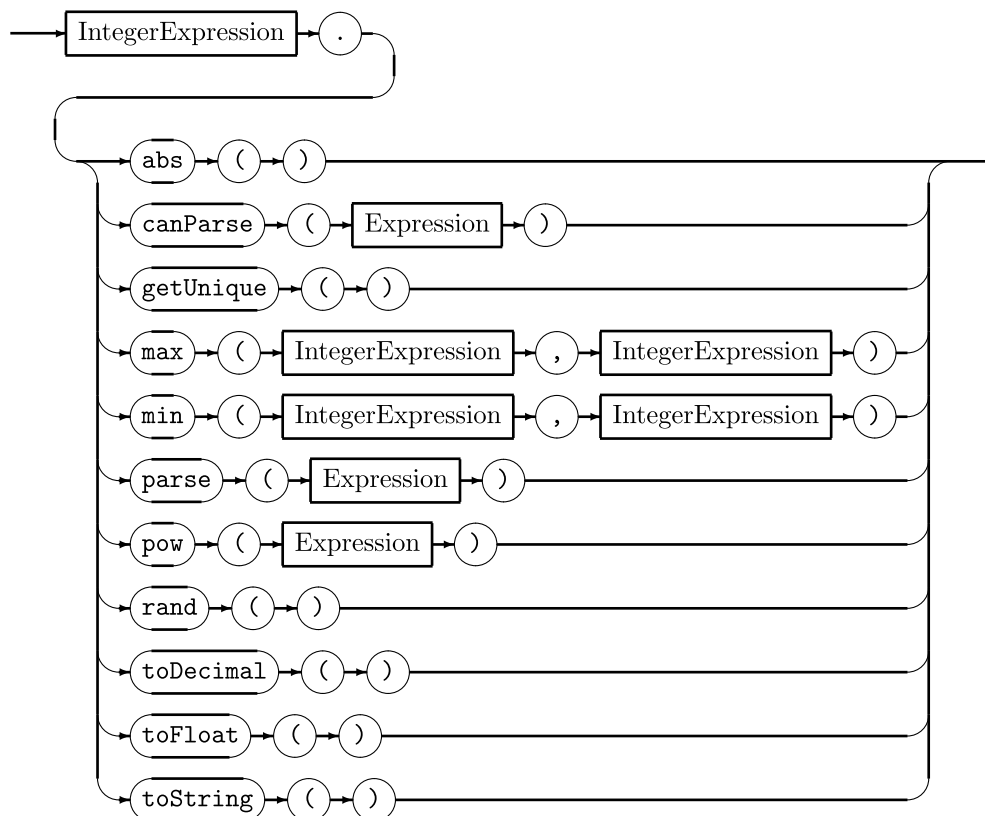 IntegerExpression .
abs ( )
canParse ( Expression )
getUnique ( )
max ( IntegerExpression , IntegerExpression )
min ( IntegerExpression , IntegerExpression )
parse ( Expression )
pow ( Expression )
rand ( )
toDecimal ( )
toFloat ( )
toString ( )